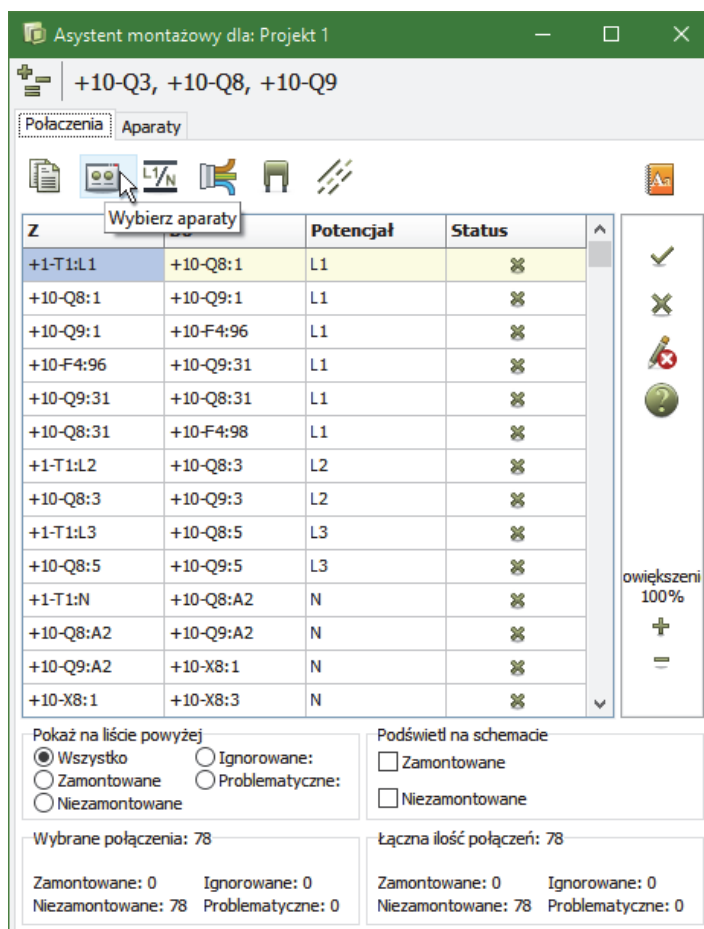 Asystent montażowy dla: Projekt 1
+10-Q3, +10-Q8, +10-Q9
Połaczenia Aparaty
L1/N
Wybierz aparaty
Z Potencjał Status
+1-T1:L1 +10-Q8:1 L1
+10-Q8:1 +10-Q9:1 L1
+10-Q9:1 +10-F4:96 L1
+10-F4:96 +10-Q9:31 L1
+10-Q9:31 +10-Q8:31 L1
+10-Q8:31 +10-F4:98 L1
+1-T1:L2 +10-Q8:3 L2
+10-Q8:3 +10-Q9:3 L2
+1-T1:L3 +10-Q8:5 L3
+10-Q8:5 +10-Q9:5 L3
+1-T1:N +10-Q8:A2 N
+10-Q8:A2 +10-Q9:A2 N
+10-Q9:A2 +10-X8:1 N
+10-X8:1 +10-X8:3 N
owiększeni
100%
Pokaż na liście powyżej
Wszystko Ignorowane:
Zamontowane Problematyczne:
Niezamontowane
Podświetl na schemacie
Zamontowane
Niezamontowane
Wybrane połączenia: 78
Zamontowane: 0 Ignorowane: 0
Niezamontowane: 78 Problematyczne: 0
Łączna ilość połączeń: 78
Zamontowane: 0 Ignorowane: 0
Niezamontowane: 78 Problematyczne: 0